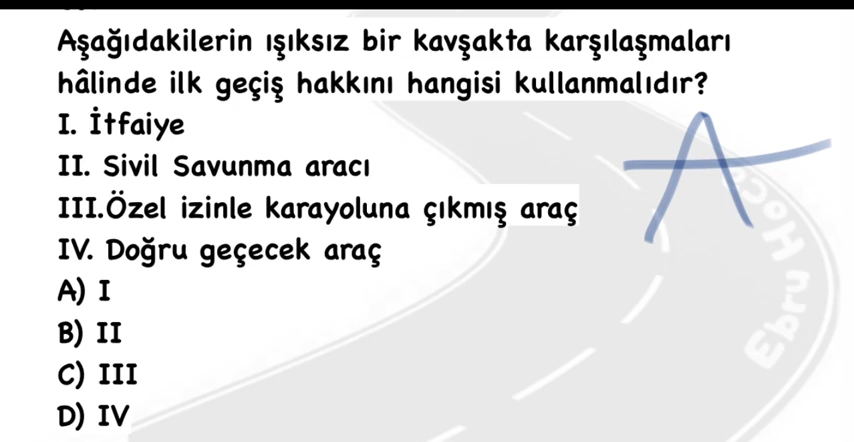 Aşağıdakilerin ışıksız bir kavşakta karşılaşmaları
hâlinde ilk geçiş hakkını hangisi kullanmalıdır?
I. İtfaiye
II. Sivil Savunma aracı
III.Özel izinle karayoluna çıkmış araç
IV. Doğru geçecek araç
A) I
B) II
C) III
D) IV
A
Ebru Hoca